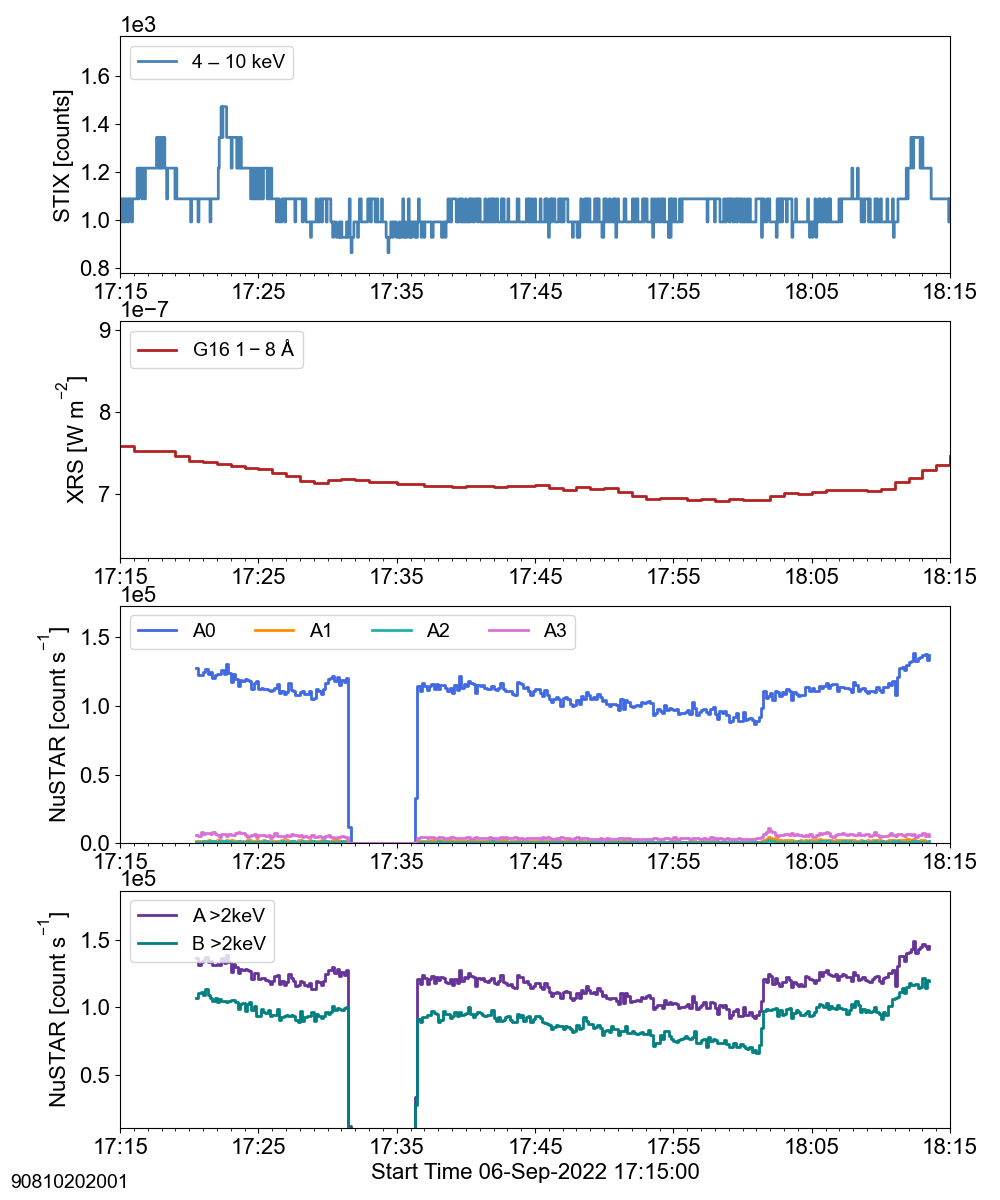 1e3
4 – 10 keV
STIX [counts]
1.6
1.4
1.2
1.0
0.8
17:15 17:25 17:35 17:45 17:55 18:05 18:15
1e−7
G16 1 – 8 Å
XRS [W m−2]
9
8
7
17:15 17:25 17:35 17:45 17:55 18:05 18:15
1e5
A0 A1 A2 A3
NuSTAR [count s−1]
1.5
1.0
0.5
0.0
17:15 17:25 17:35 17:45 17:55 18:05 18:15
1e5
A >2keV
B >2keV
NuSTAR [count s−1]
1.5
1.0
0.5
17:15 17:25 17:35 17:45 17:55 18:05 18:15
Start Time 06-Sep-2022 17:15:00
90810202001